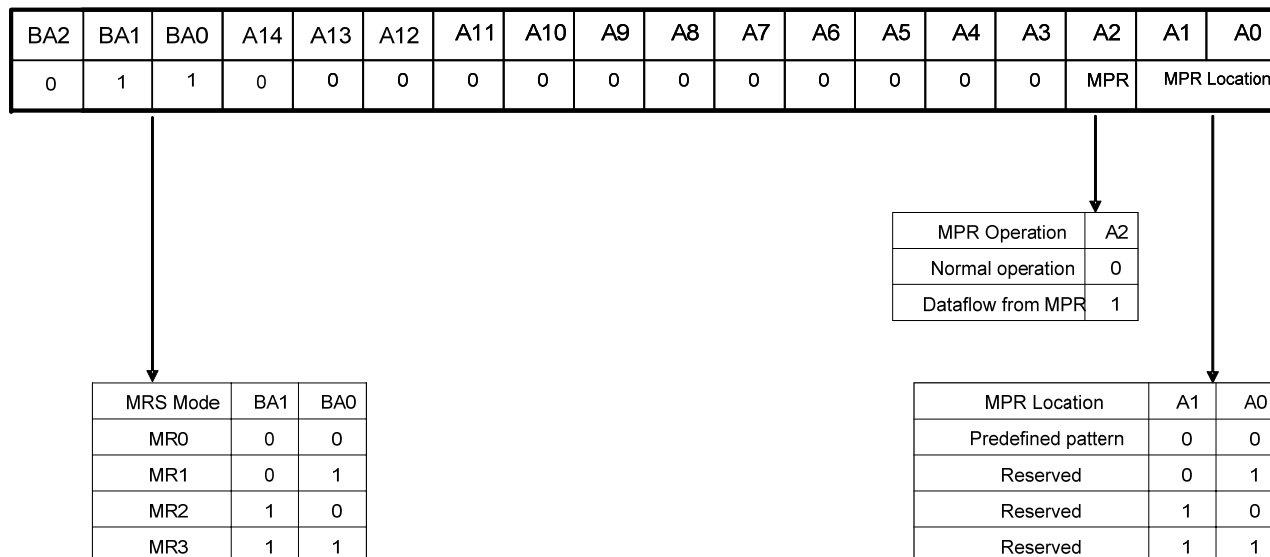 BA2 BA1 BA0 A14 A13 A12 A11 A10 A9 A8 A7 A6 A5 A4 A3 A2 A1 A0
0 1 1 0 0 0 0 0 0 0 0 0 0 0 0 MPR MPR Location
MPR Operation A2
Normal operation 0
Dataflow from MPR 1
MRS Mode BA1 BA0
MR0 0 0
MR1 0 1
MR2 1 0
MR3 1 1
MPR Location A1 A0
Predefined pattern 0 0
Reserved 0 1
Reserved 1 0
Reserved 1 1